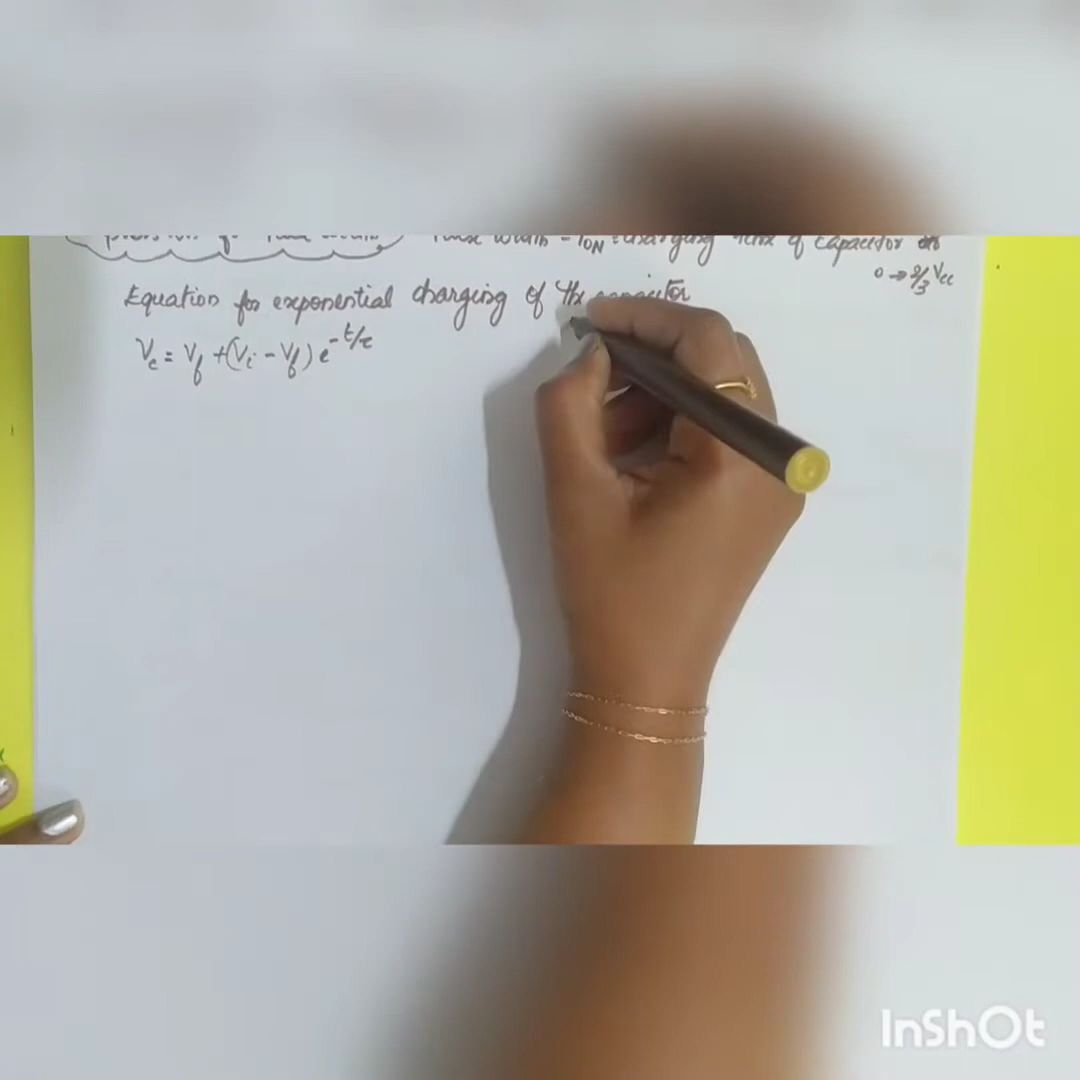 Pulse width = TON = charging time of capacitor
0 → 2/3 Vcc
Equation for exponential charging of the capacitor
Vc = Vf + (Vi - Vf) e^-t/τ
InShOt